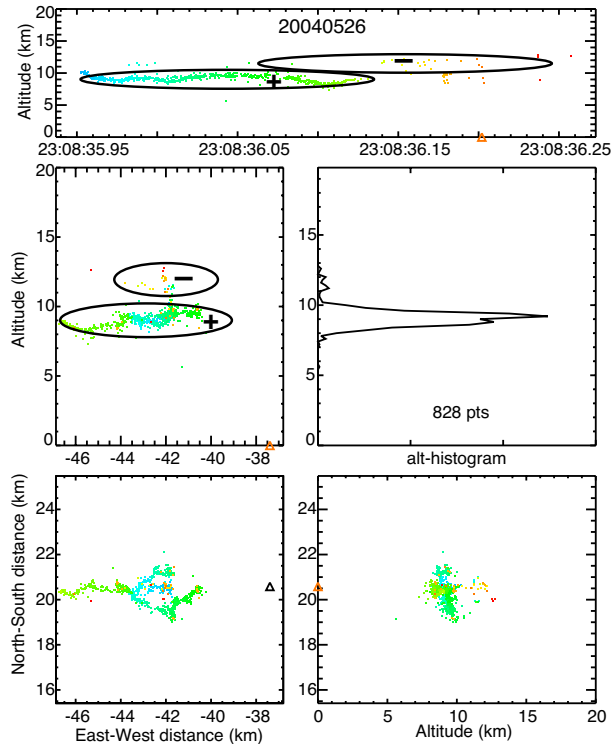 20040526
Altitude (km)
20
15
10
5
0
23:08:35.95 23:08:36.05 23:08:36.15 23:08:36.25
Altitude (km)
20
15
10
5
0
-46 -44 -42 -40 -38
20
15
10
5
0
828 pts
alt-histogram
North-South distance (km)
24
22
20
18
16
-46 -44 -42 -40 -38
East-West distance (km)
24
22
20
18
16
0 5 10 15 20
Altitude (km)